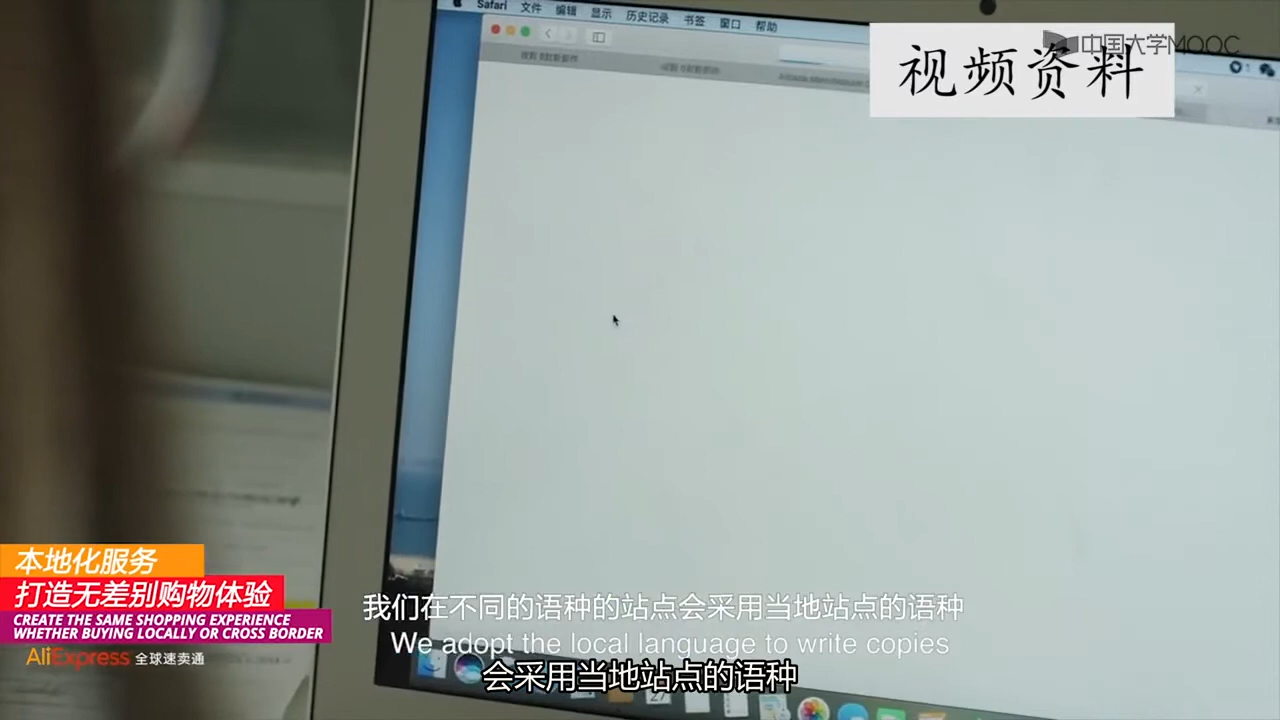 Safari 文件 编辑 显示 历史记录 书签 窗口 帮助
中国大学MOOC
视频资料
本地化服务
打造无差别购物体验
CREATE THE SAME SHOPPING EXPERIENCE
WHETHER BUYING LOCALLY OR CROSS BORDER
AliExpress 全球速卖通
我们在不同的语种的站点会采用当地站点的语种
We adopt the local language to write copies
会采用当地站点的语种
27